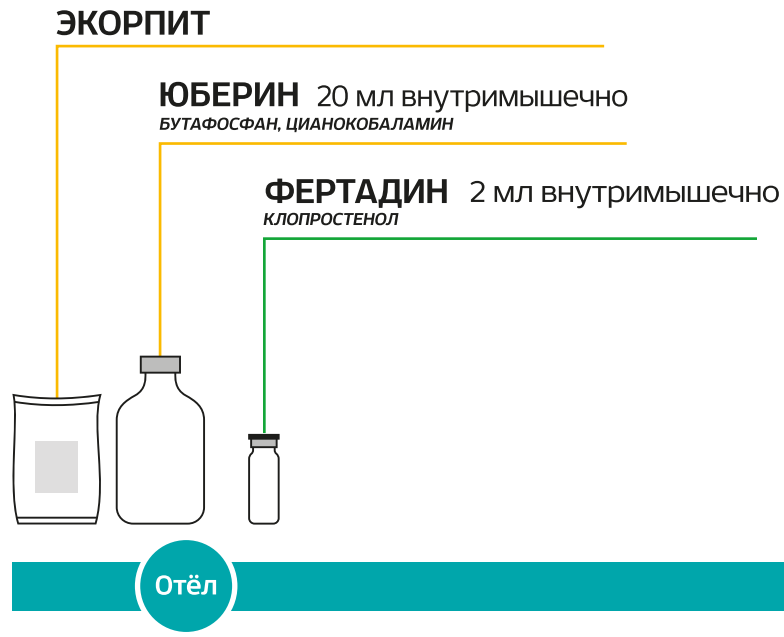 ЭКОРПИТ
ЮБЕРИН 20 мл внутримышечно
БУТАФОСФАН, ЦИАНОКОБАЛАМИН
ФЕРТАДИН 2 мл внутримышечно
КЛОПРОСТЕНОЛ
Отёл